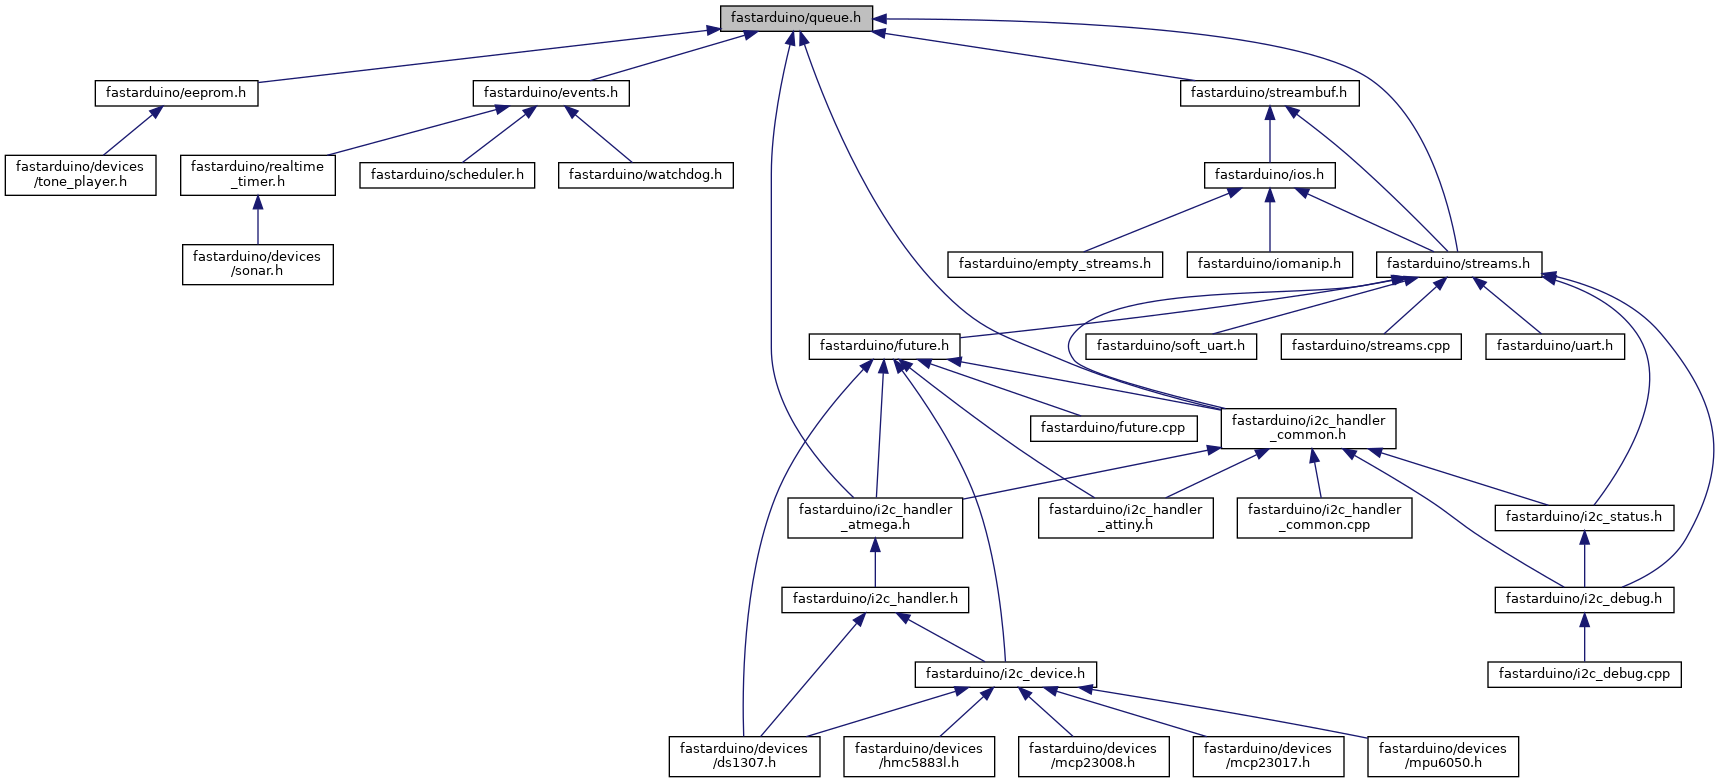 fastarduino/queue.h
fastarduino/eeprom.h
fastarduino/events.h
fastarduino/streambuf.h
fastarduino/devices
/tone_player.h
fastarduino/realtime
_timer.h
fastarduino/scheduler.h
fastarduino/watchdog.h
fastarduino/ios.h
fastarduino/devices
/sonar.h
fastarduino/empty_streams.h
fastarduino/iomanip.h
fastarduino/streams.h
fastarduino/future.h
fastarduino/soft_uart.h
fastarduino/streams.cpp
fastarduino/uart.h
fastarduino/future.cpp
fastarduino/i2c_handler
_common.h
fastarduino/i2c_handler
_atmega.h
fastarduino/i2c_handler
_attiny.h
fastarduino/i2c_handler
_common.cpp
fastarduino/i2c_status.h
fastarduino/i2c_handler.h
fastarduino/i2c_debug.h
fastarduino/i2c_device.h
fastarduino/i2c_debug.cpp
fastarduino/devices
/ds1307.h
fastarduino/devices
/hmc5883l.h
fastarduino/devices
/mcp23008.h
fastarduino/devices
/mcp23017.h
fastarduino/devices
/mpu6050.h